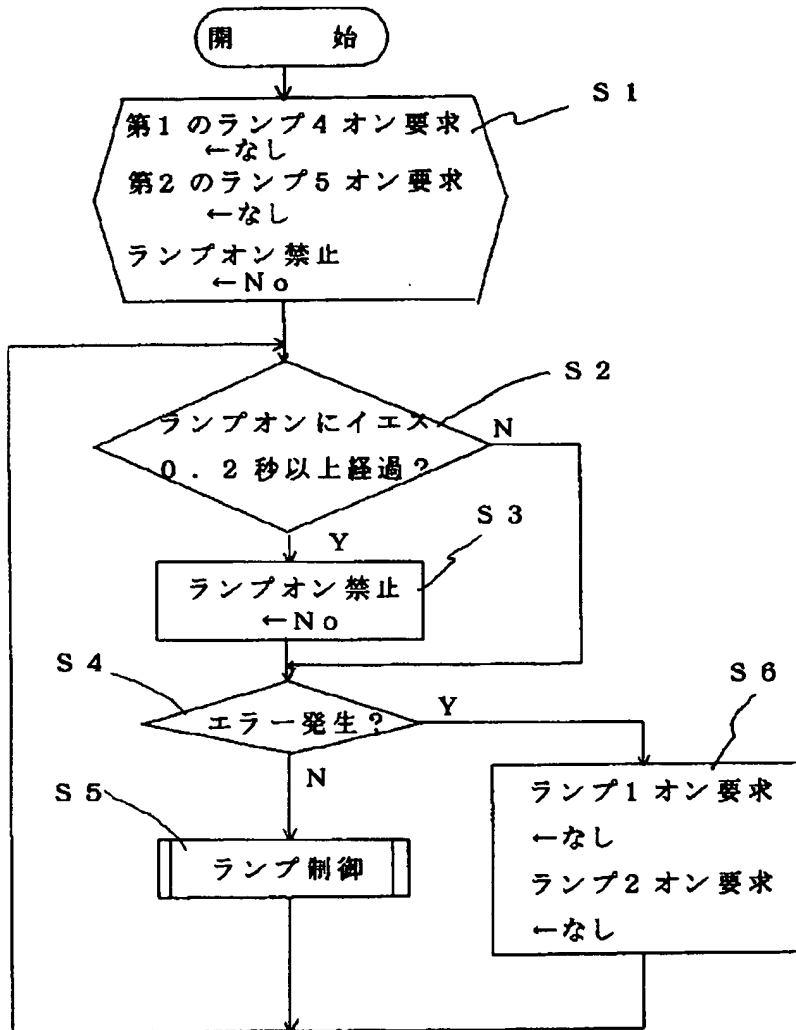 開 始
S 1
第1のランプ4オン要求
←なし
第2のランプ5オン要求
←なし
ランプオン禁止
←No
S 2
ランプオンにイエス
N
0.2秒以上経過?
Y
S 3
ランプオン禁止
←No
S 4
エラー発生?
Y
S 6
N
S 5
ランプ制御
ランプ1オン要求
←なし
ランプ2オン要求
←なし